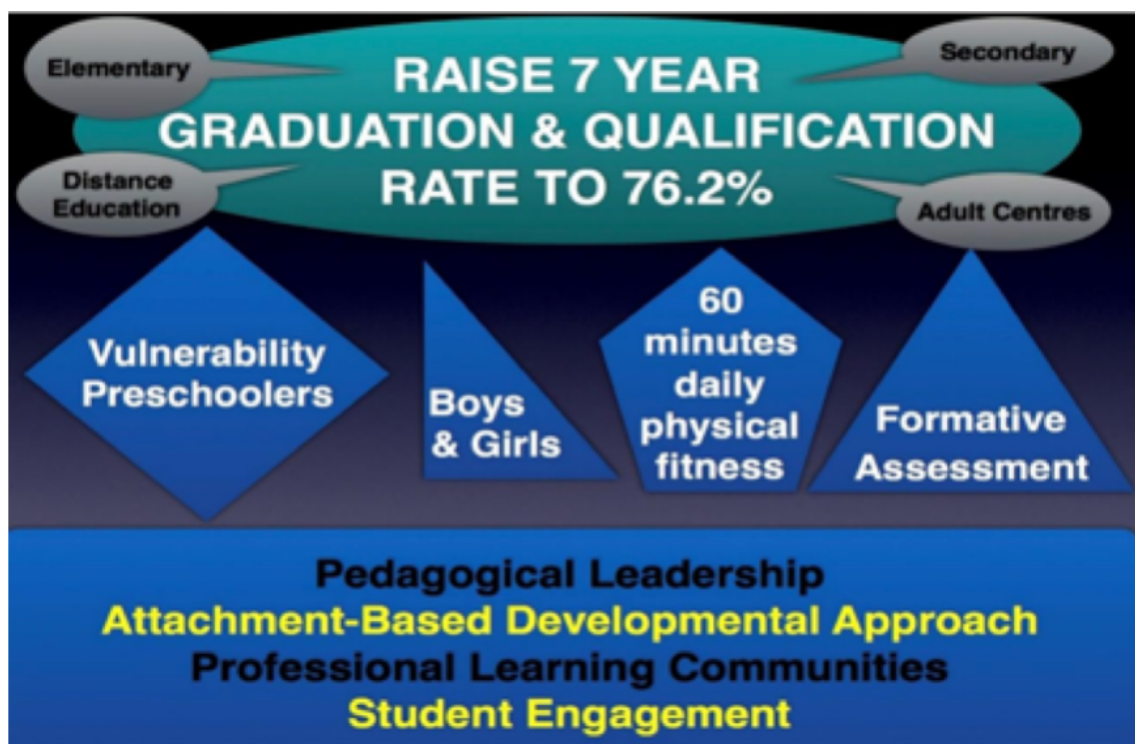 Elementary
Secondary
RAISE 7 YEAR
GRADUATION & QUALIFICATION
RATE TO 76.2%
Distance
Education
Adult Centres
Vulnerability
Preschoolers
Boys
& Girls
60
minutes
daily
physical
fitness
Formative
Assessment
Pedagogical Leadership
Attachment-Based Developmental Approach
Professional Learning Communities
Student Engagement